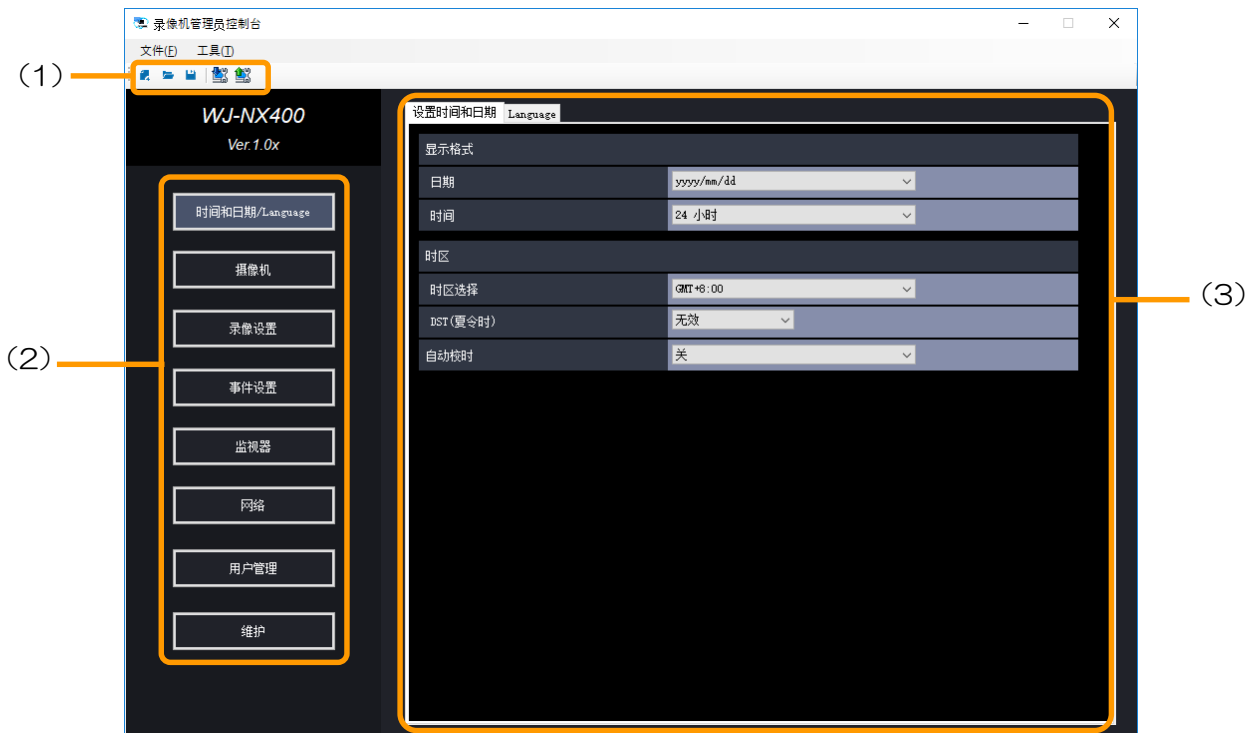 录像机管理员控制台
文件(F) 工具(T)
(1)
WJ-NX400
Ver.1.0x
(2)
时间和日期/Language
摄像机
录像设置
事件设置
监视器
网络
用户管理
维护
设置时间和日期 Language
显示格式
日期 yyyy/mm/dd
时间 24 小时
时区
时区选择 GMT+8:00
DST(夏令时) 无效
自动校时 关
(3)